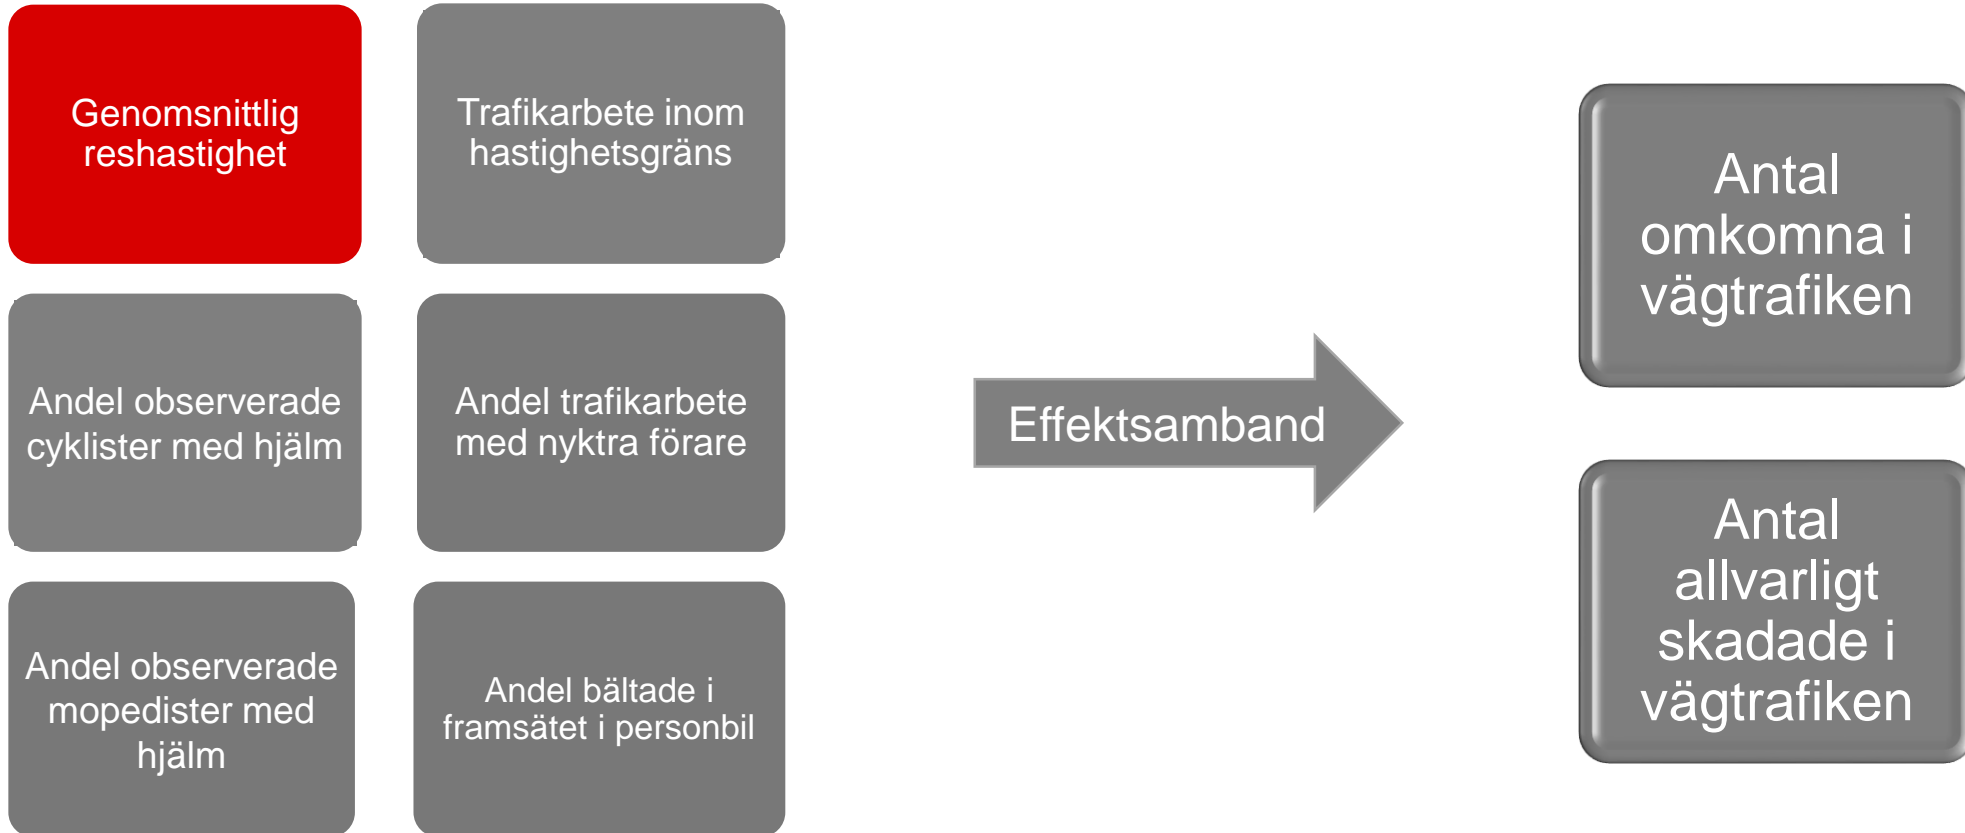 Genomsnittlig
reshastighet
Trafikarbete inom
hastighetsgräns
Andel observerade
cyklister med hjälm
Andel trafikarbete
med nyktra förare
Andel observerade
mopedister med
hjälm
Andel bältade i
framsätet i personbil
Effektsamband
Antal
omkomna i
vägtrafiken
Antal
allvarligt
skadade i
vägtrafiken